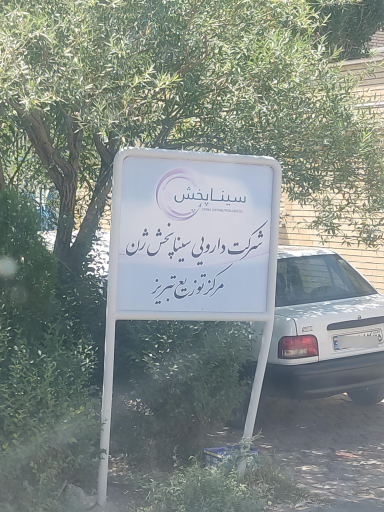 سیناپخش
شرکت دارویی سیناپخش ژن
مرکز توزیع تبریز